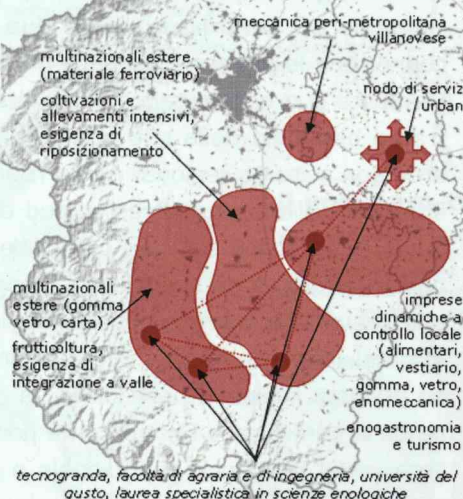 meccanica peri-metropolitana
villanovese
multinazionali estere
(materiale ferroviario)
nodo di serviz
urban
coltivazioni e
allevamenti intensivi,
esigenza di
riposizionamento
multinazionali
estere (gomma
vetro, carta)
frutticoltura,
esigenza di
integrazione a valle
imprese
dinamiche a
controllo locale
(alimentari,
vestiario,
gomma, vetro,
enomeccanica)
enogastronomia
e turismo
tecnogranda, facoltà di agraria e di ingegneria, università del
gusto, laurea specialistica in scienze enologiche